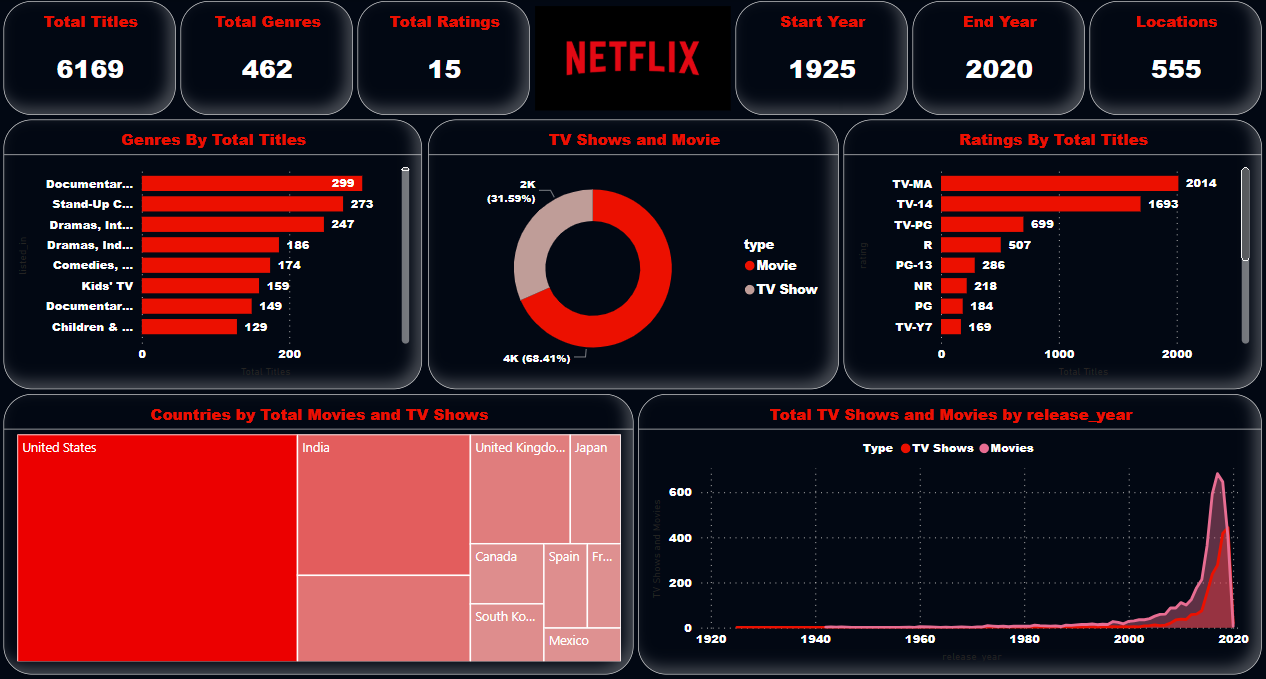 Total Titles
6169
Total Genres
462
Total Ratings
15
NETFLIX
Start Year
1925
End Year
2020
Locations
555
Genres By Total Titles
listed_in
Documentar... 299
Stand-Up C... 273
Dramas, Int... 247
Dramas, Ind... 186
Comedies, ... 174
Kids' TV 159
Documentar... 149
Children & ... 129
0 200
Total Titles
TV Shows and Movie
2K
(31.59%)
4K (68.41%)
type
Movie
TV Show
Ratings By Total Titles
rating
TV-MA 2014
TV-14 1693
TV-PG 699
R 507
PG-13 286
NR 218
PG 184
TV-Y7 169
0 1000 2000
Total Titles
Countries by Total Movies and TV Shows
United States
India
United Kingdo...
Japan
Canada
Spain
Fr...
South Ko...
Mexico
Total TV Shows and Movies by release_year
Type TV Shows Movies
TV Shows and Movies
600
400
200
0
1920 1940 1960 1980 2000 2020
release_year